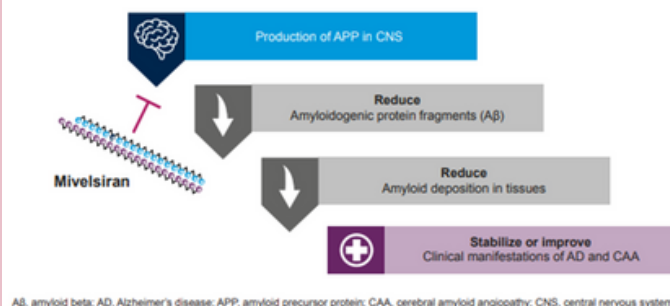 Production of APP in CNS
Reduce
Amyloidogenic protein fragments (Aβ)
Mivelsiran
Reduce
Amyloid deposition in tissues
Stabilize or improve
Clinical manifestations of AD and CAA
Aβ, amyloid beta; AD, Alzheimer's disease; APP, amyloid precursor protein; CAA, cerebral amyloid angiopathy; CNS, central nervous system